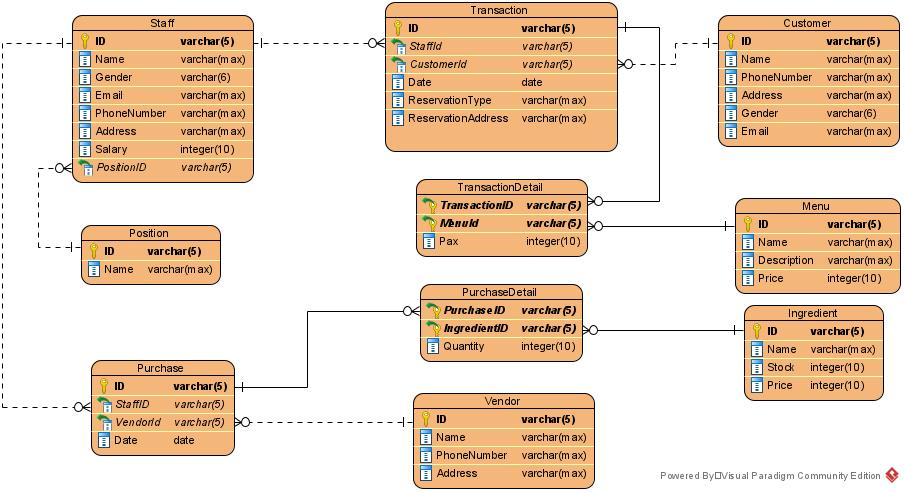 Staff
ID varchar(5)
Name varchar(max)
Gender varchar(6)
Email varchar(max)
PhoneNumber varchar(max)
Address varchar(max)
Salary integer(10)
PositionID varchar(5)
Transaction
ID varchar(5)
StaffId varchar(5)
CustomerId varchar(5)
Date date
ReservationType varchar(max)
ReservationAddress varchar(max)
Customer
ID varchar(5)
Name varchar(max)
PhoneNumber varchar(max)
Address varchar(max)
Gender varchar(6)
Email varchar(max)
TransactionDetail
TransactionID varchar(5)
MenuId varchar(5)
Pax integer(10)
Menu
ID varchar(5)
Name varchar(max)
Description varchar(max)
Price integer(10)
Position
ID varchar(5)
Name varchar(max)
PurchaseDetail
PurchaseID varchar(5)
IngredientID varchar(5)
Quantity integer(10)
Ingredient
ID varchar(5)
Name varchar(max)
Stock integer(10)
Price integer(10)
Purchase
ID varchar(5)
StaffID varchar(5)
VendorId varchar(5)
Date date
Vendor
ID varchar(5)
Name varchar(max)
PhoneNumber varchar(max)
Address varchar(max)
Powered By Visual Paradigm Community Edition